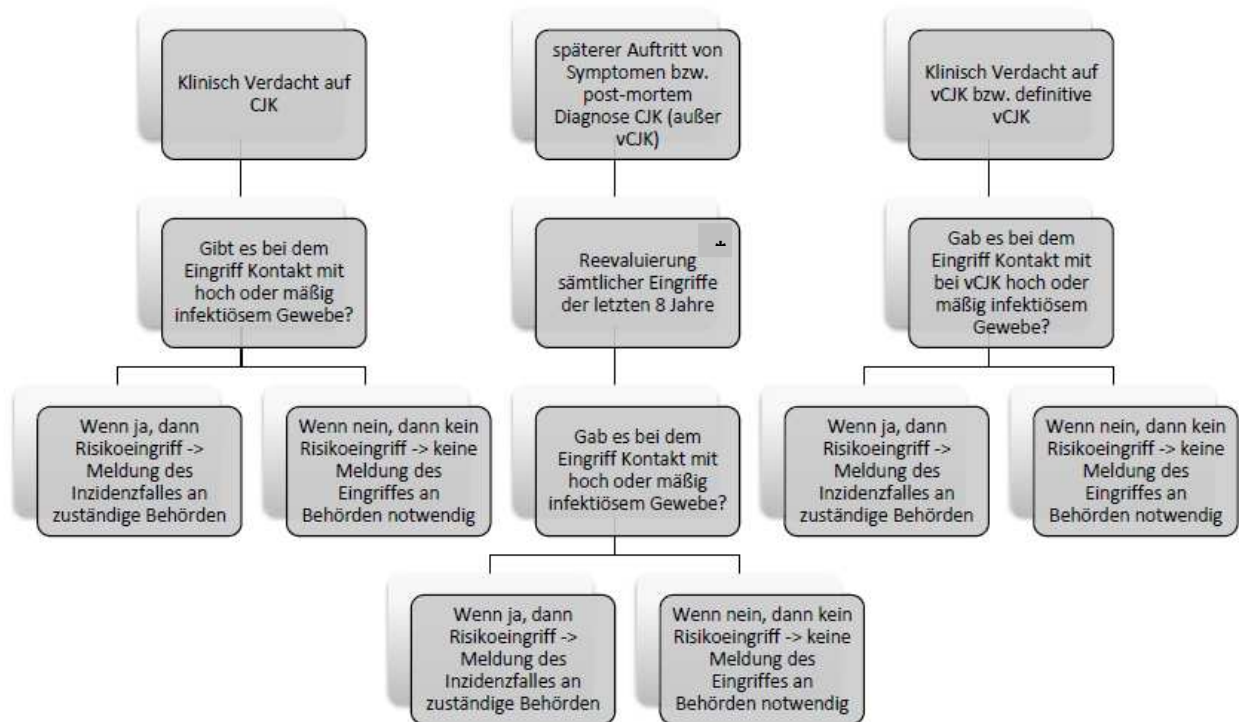 Klinisch Verdacht auf
CJK
späterer Auftritt von
Symptomen bzw.
post-mortem
Diagnose CJK (außer
vCJK)
Klinisch Verdacht auf
vCJK bzw. definitive
vCJK
Gibt es bei dem
Eingriff Kontakt mit
hoch oder mäßig
infektiösem Gewebe?
Reevaluierung
sämtlicher Eingriffe
der letzten 8 Jahre
Gab es bei dem
Eingriff Kontakt mit
bei vCJK hoch oder
mäßig infektiösem
Gewebe?
Wenn ja, dann
Risikoeingriff ->
Meldung des
Inzidenzfalles an
zuständige Behörden
Wenn nein, dann kein
Risikoeingriff -> keine
Meldung des
Eingriffes an
Behörden notwendig
Gab es bei dem
Eingriff Kontakt mit
hoch oder mäßig
infektiösem Gewebe?
Wenn ja, dann
Risikoeingriff ->
Meldung des
Inzidenzfalles an
zuständige Behörden
Wenn nein, dann kein
Risikoeingriff -> keine
Meldung des
Eingriffes an
Behörden notwendig
Wenn ja, dann
Risikoeingriff ->
Meldung des
Inzidenzfalles an
zuständige Behörden
Wenn nein, dann kein
Risikoeingriff -> keine
Meldung des
Eingriffes an
Behörden notwendig